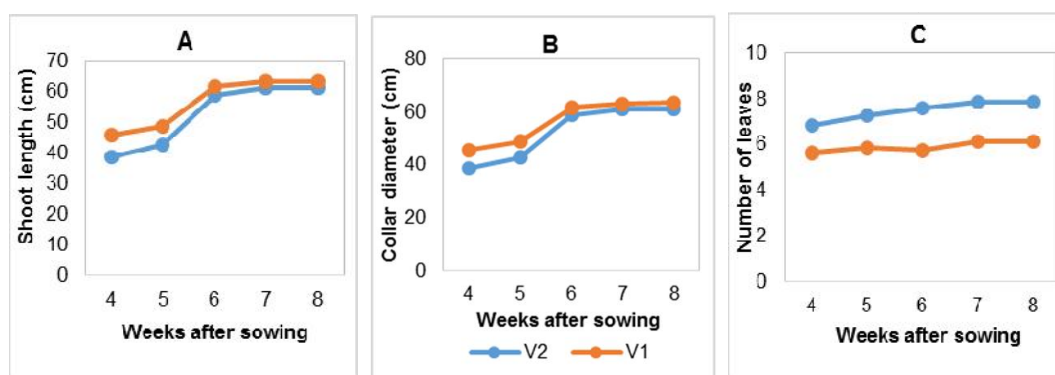 A
Shoot length (cm)
70
60
50
40
30
20
10
0
4 5 6 7 8
Weeks after sowing
B
Collar diameter (cm)
80
60
40
20
0
4 5 6 7 8
Weeks after sowing
V2 V1
C
Number of leaves
10
8
6
4
2
0
4 5 6 7 8
Weeks after sowing